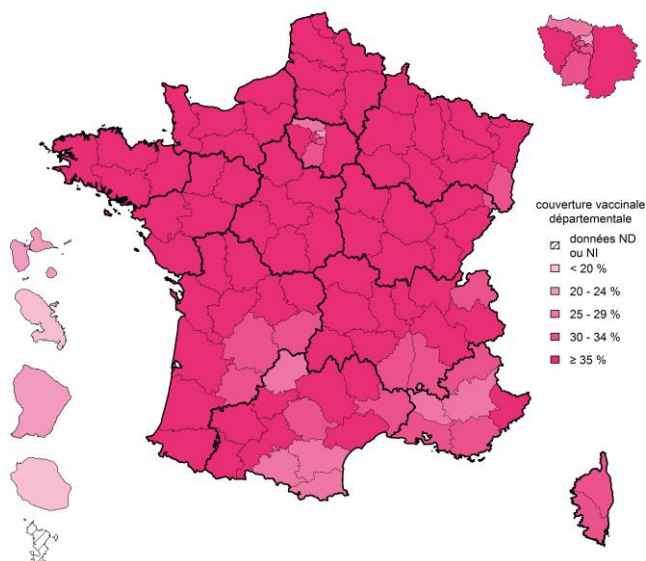 couverture vaccinale
départementale
données ND
ou NI
< 20 %
20 - 24 %
25 - 29 %
30 - 34 %
≥ 35 %